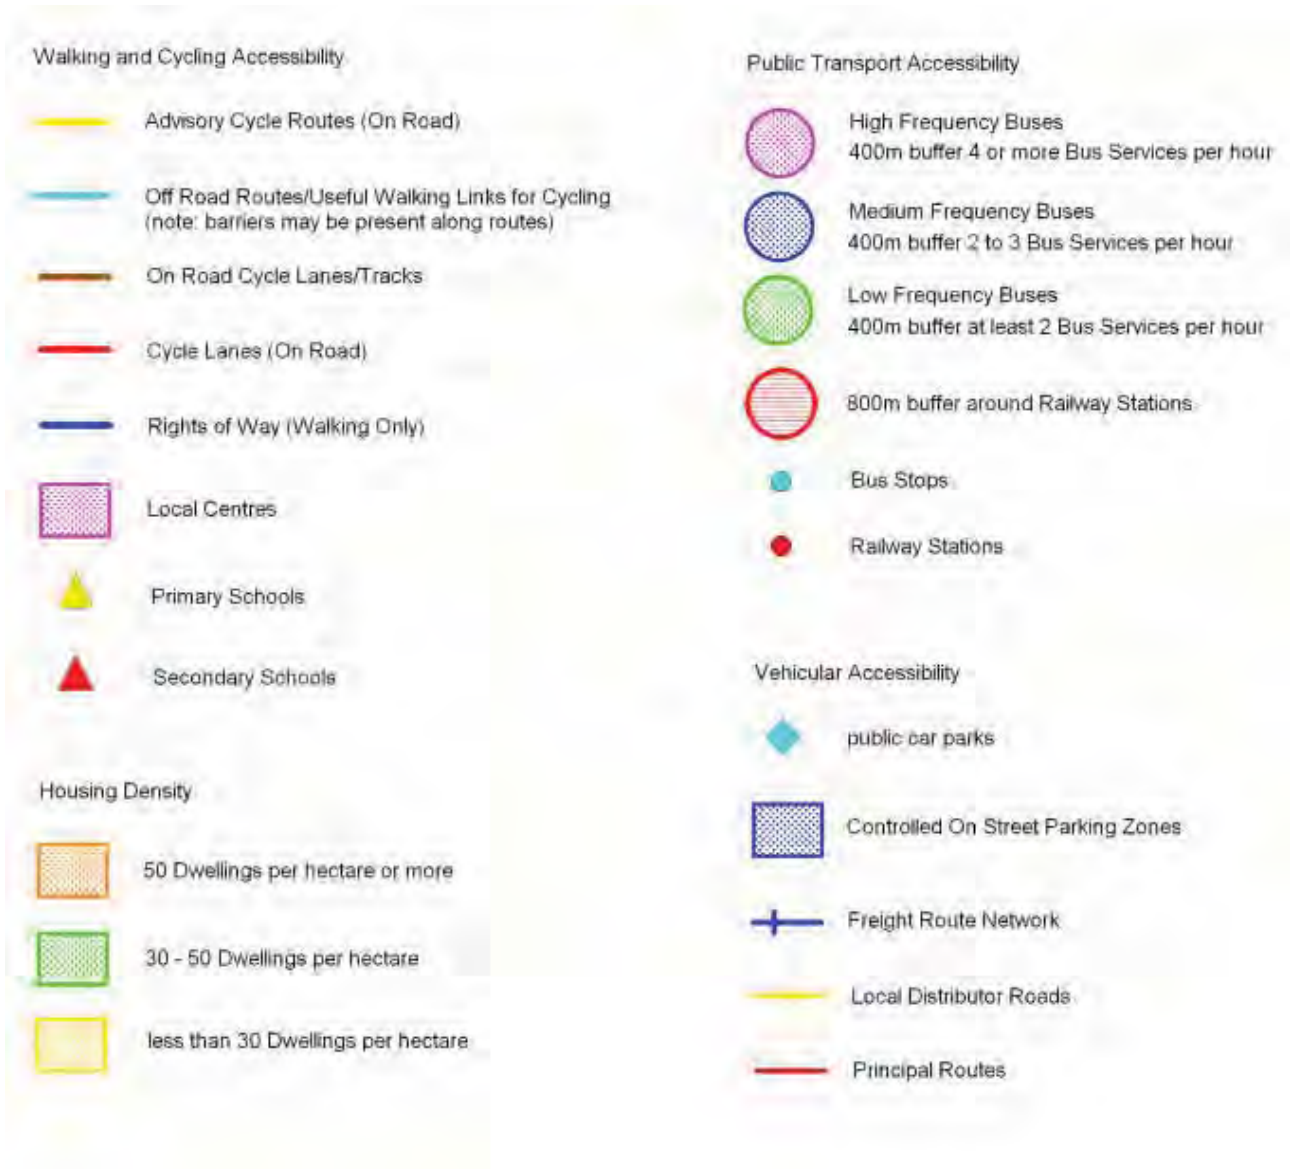 Walking and Cycling Accessibility
Advisory Cycle Routes (On Road)
Off Road Routes/Useful Walking Links for Cycling
(note: barriers may be present along routes)
On Road Cycle Lanes/Tracks
Cycle Lanes (On Road)
Rights of Way (Walking Only)
Local Centres
Primary Schools
Secondary Schools
Housing Density
50 Dwellings per hectare or more
30 - 50 Dwellings per hectare
less than 30 Dwellings per hectare
Public Transport Accessibility
High Frequency Buses
400m buffer 4 or more Bus Services per hour
Medium Frequency Buses
400m buffer 2 to 3 Bus Services per hour
Low Frequency Buses
400m buffer at least 2 Bus Services per hour
800m buffer around Railway Stations
Bus Stops
Railway Stations
Vehicular Accessibility
public car parks
Controlled On Street Parking Zones
Freight Route Network
Local Distributor Roads
Principal Routes